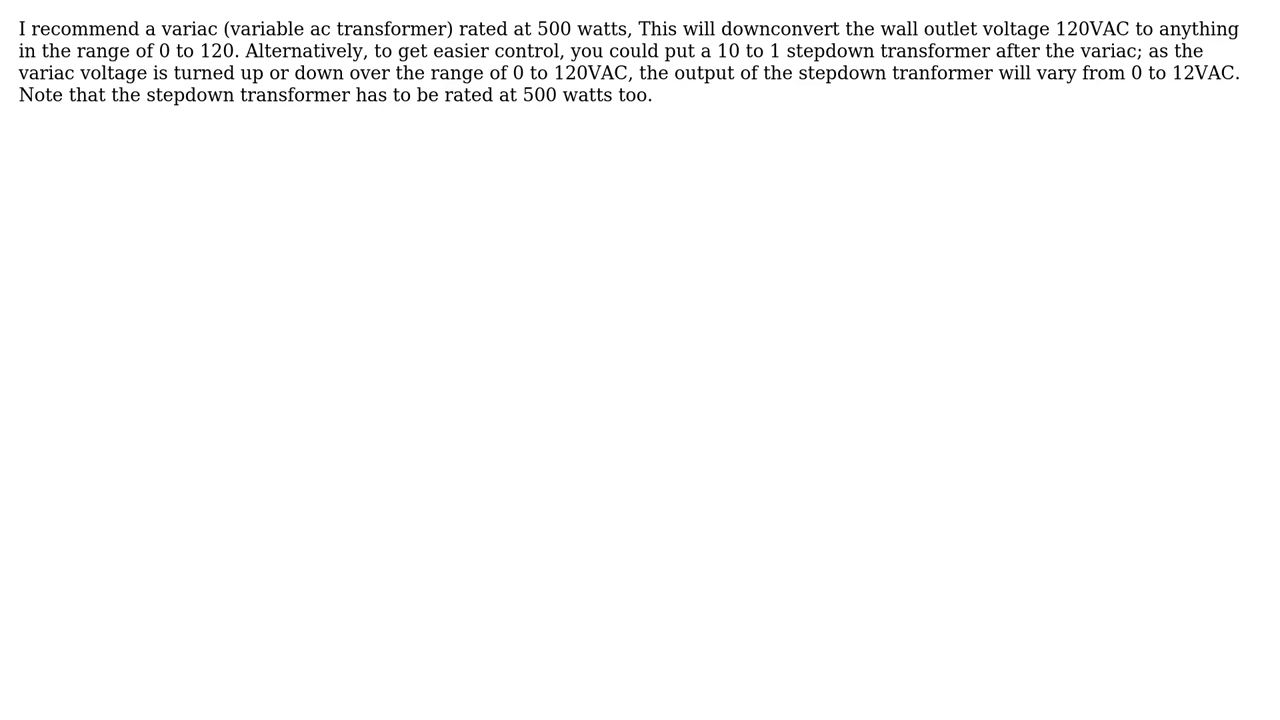 I recommend a variac (variable ac transformer) rated at 500 watts, This will downconvert the wall outlet voltage 120VAC to anything
in the range of 0 to 120. Alternatively, to get easier control, you could put a 10 to 1 stepdown transformer after the variac; as the
variac voltage is turned up or down over the range of 0 to 120VAC, the output of the stepdown tranformer will vary from 0 to 12VAC.
Note that the stepdown transformer has to be rated at 500 watts too.